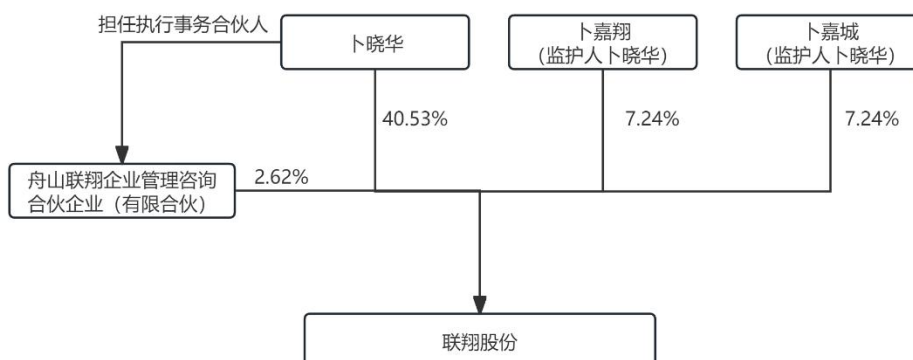 担任执行事务合伙人
卜晓华
卜嘉翔
（监护人卜晓华）
卜嘉城
（监护人卜晓华）
40.53%
7.24%
7.24%
舟山联翔企业管理咨询
合伙企业（有限合伙）
2.62%
联翔股份